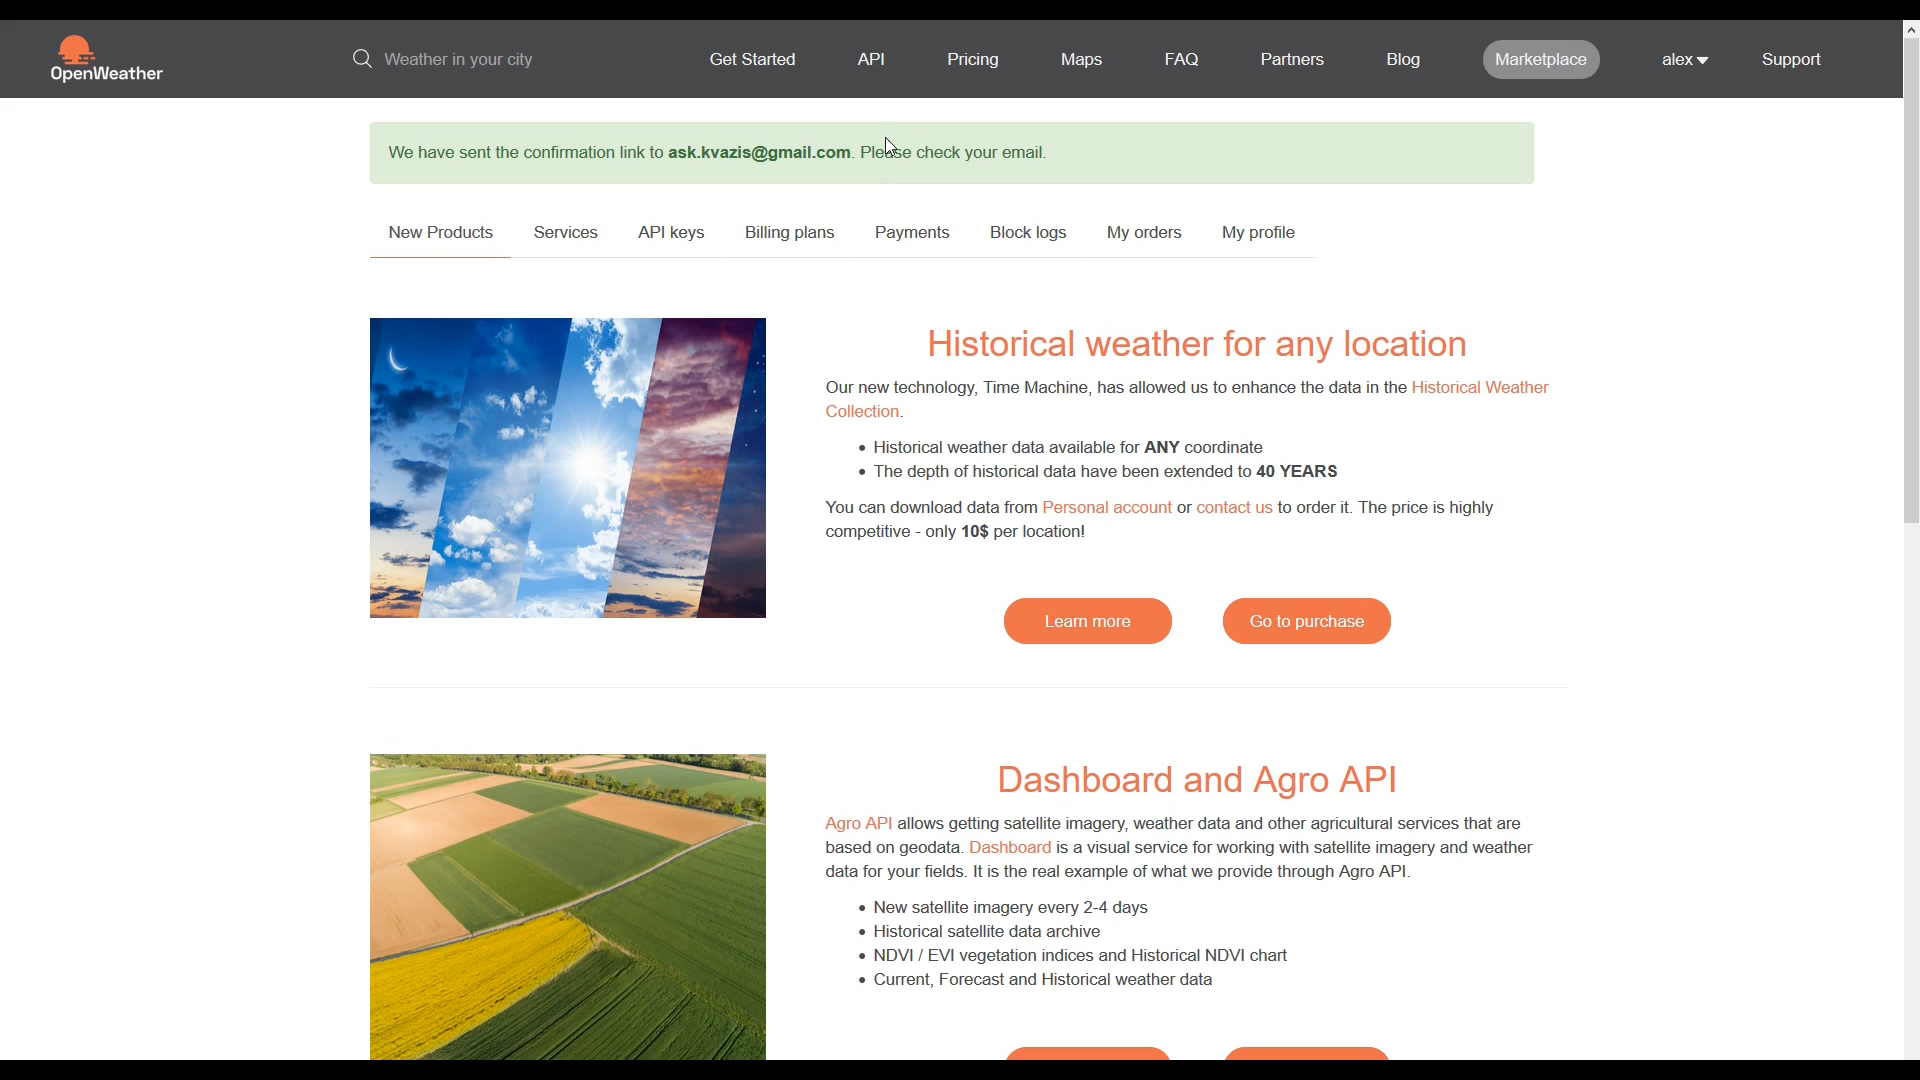 OpenWeather
Weather in your city
Get Started
API
Pricing
Maps
FAQ
Partners
Blog
Marketplace
alex
Support
We have sent the confirmation link to ask.kvazis@gmail.com. Please check your email.
New Products
Services
API keys
Billing plans
Payments
Block logs
My orders
My profile
Historical weather for any location
Our new technology, Time Machine, has allowed us to enhance the data in the Historical Weather
Collection.
• Historical weather data available for ANY coordinate
• The depth of historical data have been extended to 40 YEARS
You can download data from Personal account or contact us to order it. The price is highly
competitive - only 10$ per location!
Learn more
Go to purchase
Dashboard and Agro API
Agro API allows getting satellite imagery, weather data and other agricultural services that are
based on geodata. Dashboard is a visual service for working with satellite imagery and weather
data for your fields. It is the real example of what we provide through Agro API.
• New satellite imagery every 2-4 days
• Historical satellite data archive
• NDVI / EVI vegetation indices and Historical NDVI chart
• Current, Forecast and Historical weather data